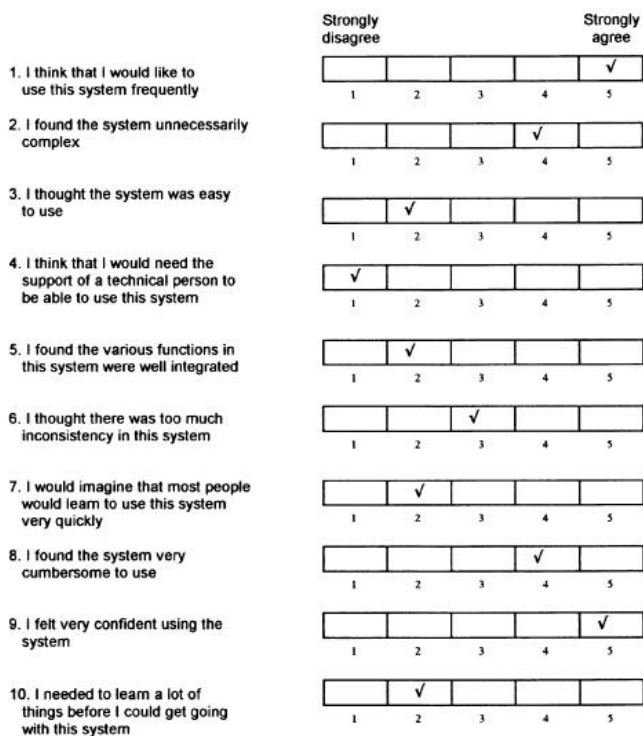 Strongly disagree
Strongly agree
1. I think that I would like to
use this system frequently
√
1 2 3 4 5
2. I found the system unnecessarily
complex
√
1 2 3 4 5
3. I thought the system was easy
to use
√
1 2 3 4 5
4. I think that I would need the
support of a technical person to
be able to use this system
√
1 2 3 4 5
5. I found the various functions in
this system were well integrated
√
1 2 3 4 5
6. I thought there was too much
inconsistency in this system
√
1 2 3 4 5
7. I would imagine that most people
would learn to use this system
very quickly
√
1 2 3 4 5
8. I found the system very
cumbersome to use
√
1 2 3 4 5
9. I felt very confident using the
system
√
1 2 3 4 5
10. I needed to learn a lot of
things before I could get going
with this system
√
1 2 3 4 5